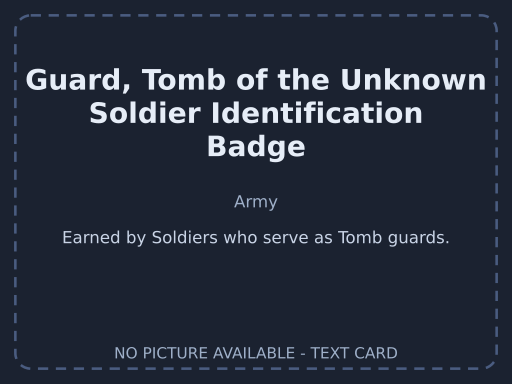 Guard, Tomb of the Unknown
Soldier Identification
Badge
Army
Earned by Soldiers who serve as Tomb guards.
NO PICTURE AVAILABLE - TEXT CARD